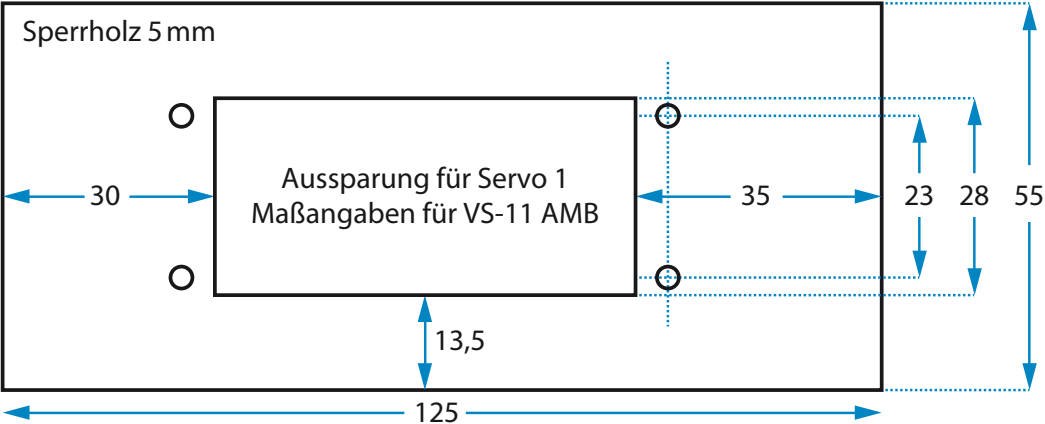 Sperrholz 5 mm
Aussparung für Servo 1
Maßangaben für VS-11 AMB
30
35
23
28
55
13,5
125